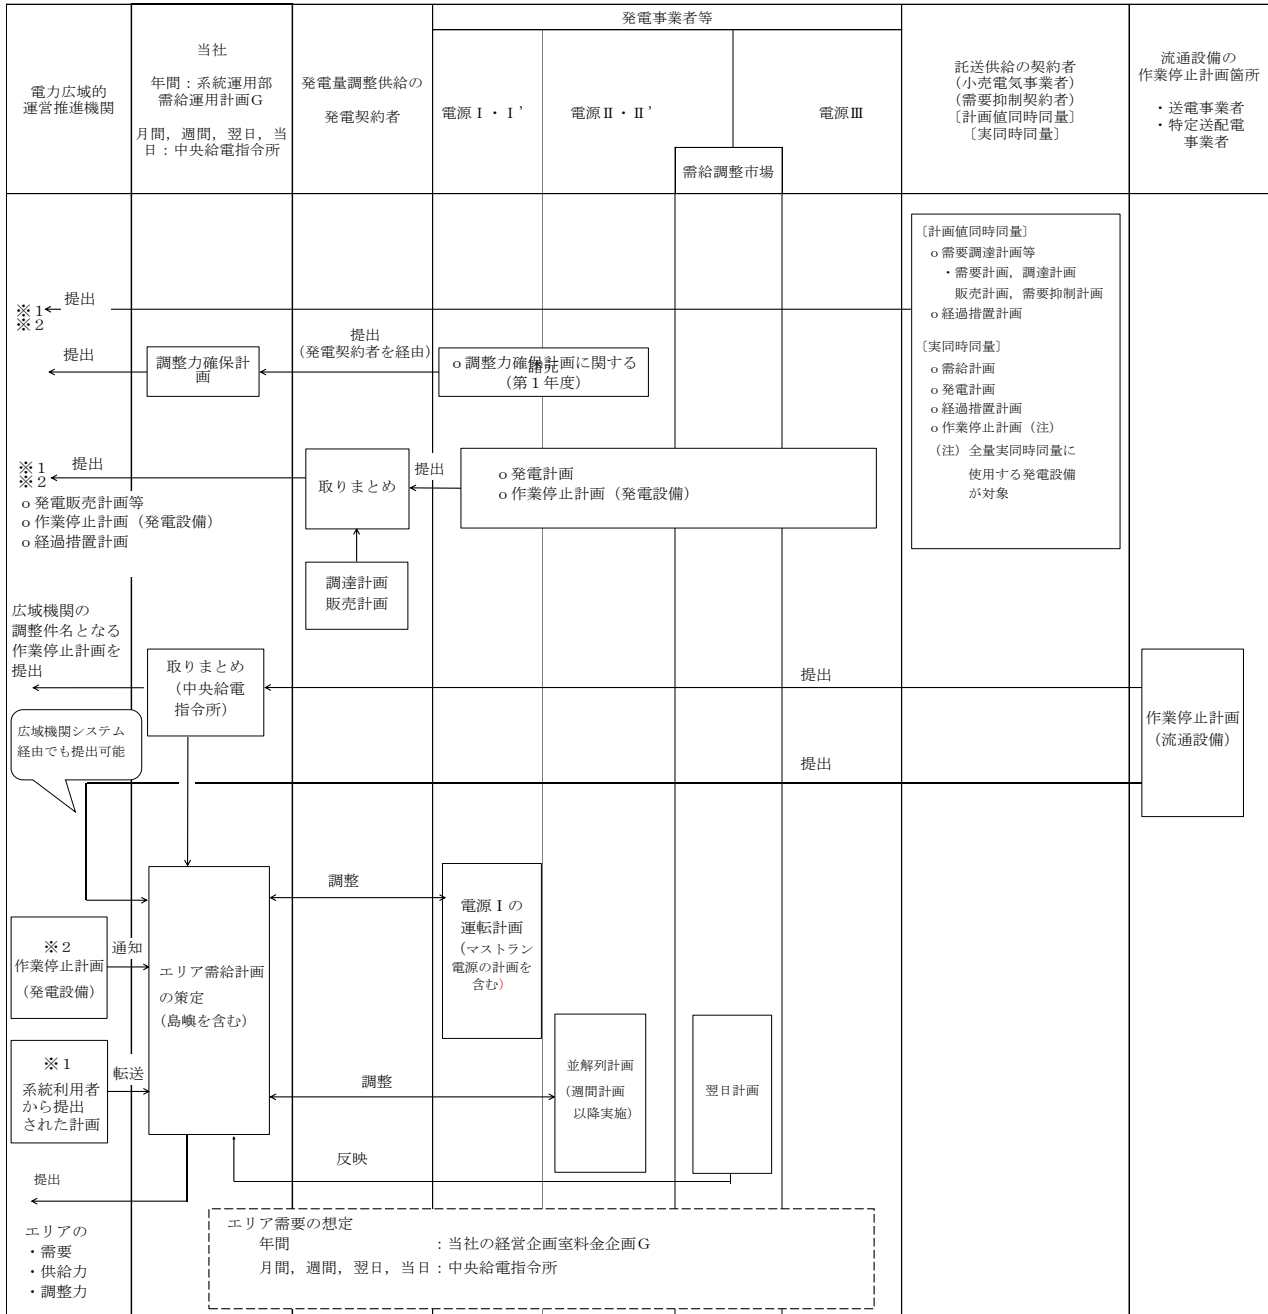 電力広域的
運営推進機関
当社
年間：系統運用部
需給運用計画G
月間，週間，翌日，当
日：中央給電指令所
発電量調整供給の
発電契約者
発電事業者等
電源Ⅰ・Ⅰ’
電源Ⅱ・Ⅱ’
電源Ⅲ
需給調整市場
託送供給の契約者
（小売電気事業者）
（需要抑制契約者）
［計画値同時同量］
［実同時同量］
流通設備の
作業停止計画箇所
・送電事業者
・特定送配電
事業者
〔計画値同時同量〕
o 需要調達計画等
・需要計画，調達計画
販売計画，需要抑制計画
o 経過措置計画
〔実同時同量〕
o 需給計画
o 発電計画
o 経過措置計画
o 作業停止計画（注）
（注）全量実同時同量に
使用する発電設備
が対象
※１
※２
提出
提出
調整力確保計
画
提出
（発電契約者を経由）
o 調整力確保計画に関する
諸元
（第１年度）
※１
※２
提出
o 発電販売計画等
o 作業停止計画（発電設備）
o 経過措置計画
取りまとめ
提出
o 発電計画
o 作業停止計画（発電設備）
調達計画
販売計画
広域機関の
調整件名となる
作業停止計画を
提出
取りまとめ
（中央給電
指令所）
提出
作業停止計画
（流通設備）
広域機関システム
経由でも提出可能
提出
調整
電源Ⅰの
運転計画
（マストラン
電源の計画を
含む）
※２
作業停止計画
（発電設備）
通知
エリア需給計画
の策定
（島嶼を含む）
※１
系統利用者
から提出
された計画
転送
調整
並解列計画
（週間計画
以降実施）
翌日計画
反映
提出
エリアの
・需要
・供給力
・調整力
エリア需要の想定
年間　　　　　　　：当社の経営企画室料金企画G
月間，週間，翌日，当日：中央給電指令所